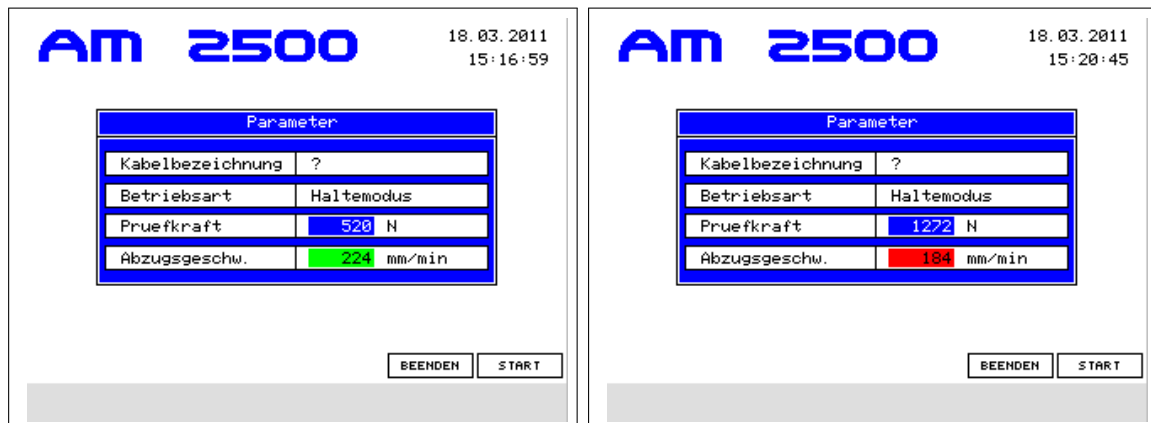 AM 2500
18.03.2011
15:16:59
Parameter
Kabelbezeichnung ?
Betriebsart Haltemodus
Pruefkraft 520 N
Abzugsgeschw. 224 mm/min
BEENDEN START
AM 2500
18.03.2011
15:20:45
Parameter
Kabelbezeichnung ?
Betriebsart Haltemodus
Pruefkraft 1272 N
Abzugsgeschw. 184 mm/min
BEENDEN START